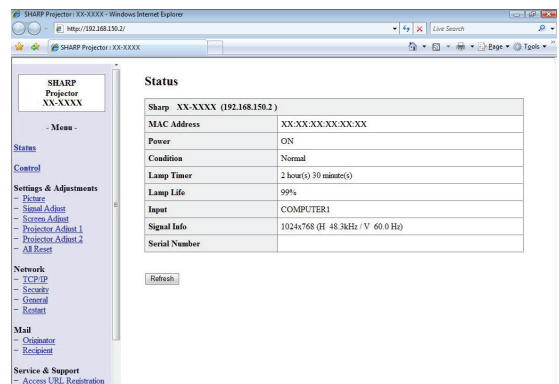 SHARP Projector : XX-XXXX - Windows Internet Explorer
http://192.168.150.2/
Live Search
SHARP Projector : XX-XXXX
Page
Tools
SHARP
Projector
XX-XXXX
- Menu -
Status
Control
Settings & Adjustments
– Picture
– Signal Adjust
– Screen Adjust
– Projector Adjust 1
– Projector Adjust 2
– All Reset
Network
– TCP/IP
– Security
– General
– Restart
Mail
– Originator
– Recipient
Service & Support
– Access URL Registration
Status
Sharp XX-XXXX (192.168.150.2 )
MAC Address XX:XX:XX:XX:XX:XX
Power ON
Condition Normal
Lamp Timer 2 hour(s) 30 minute(s)
Lamp Life 99%
Input COMPUTER1
Signal Info 1024x768 (H 48.3kHz / V 60.0 Hz)
Serial Number
Refresh